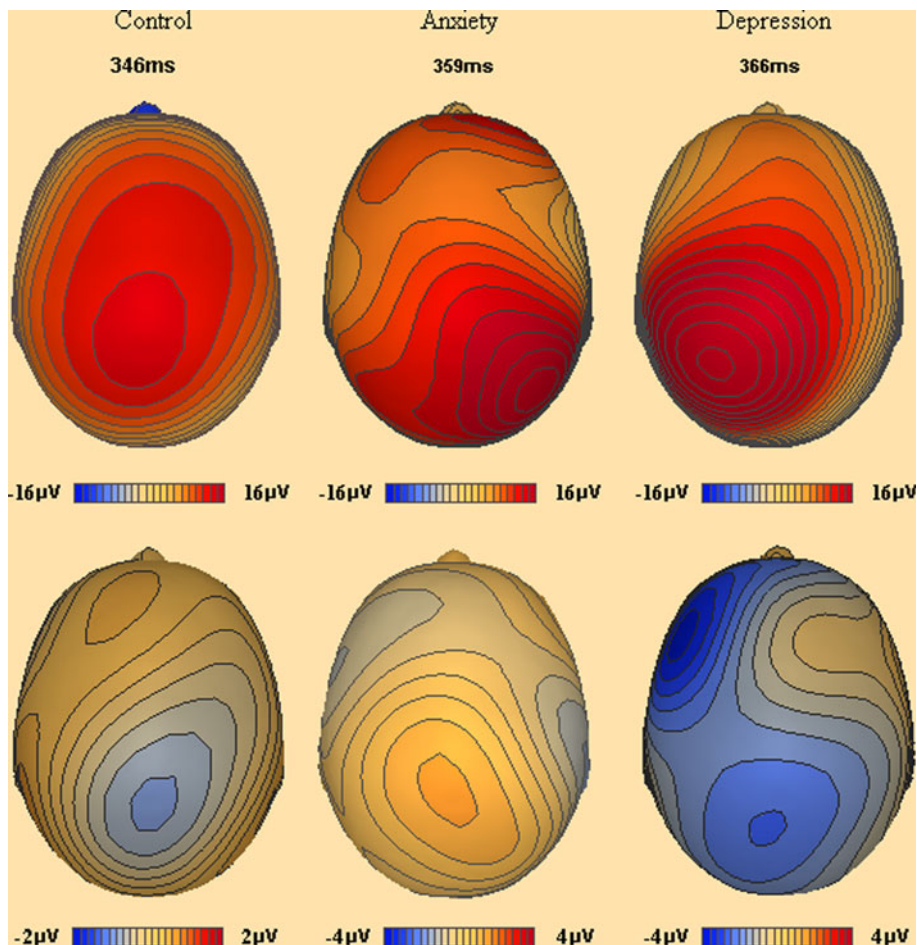 Control Anxiety Depression
346ms 359ms 366ms
-16µV 16µV -16µV 16µV -16µV 16µV
-2µV 2µV -4µV 4µV -4µV 4µV